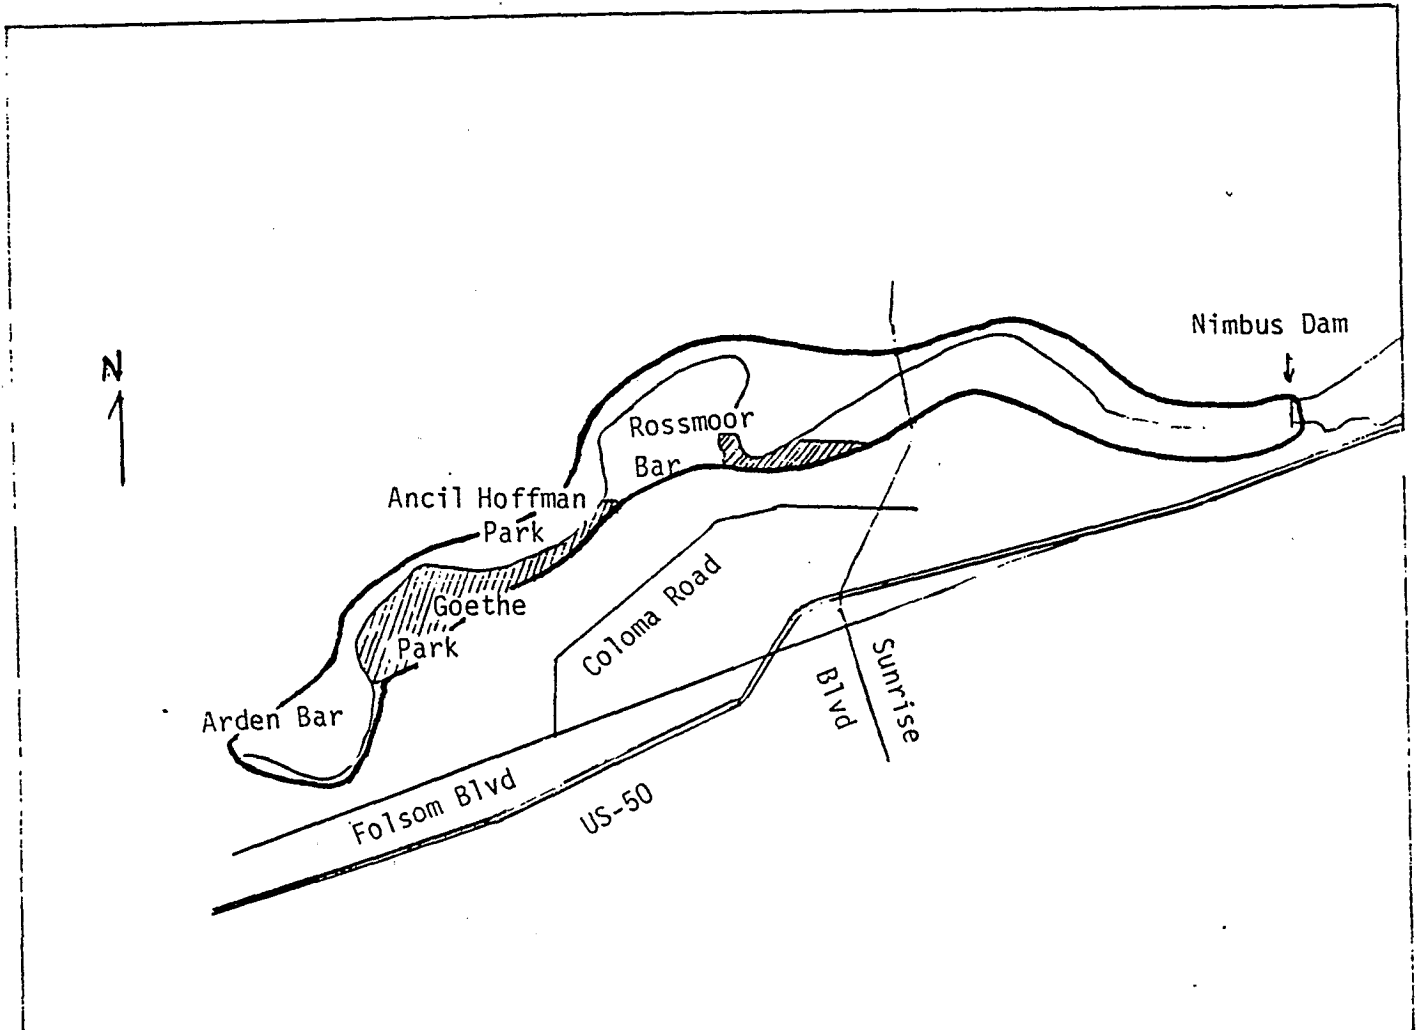 Nimbus Dam
N
Rossmoor
Bar
Ancil Hoffman
Park
Goethe
Park
Coloma Road
Arden Bar
Sunrise
Blvd
Folsom Blvd
US-50